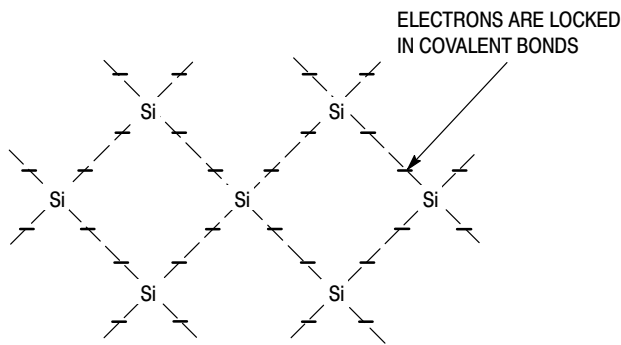 ELECTRONS ARE LOCKED
IN COVALENT BONDS
Si Si
Si Si Si
Si Si